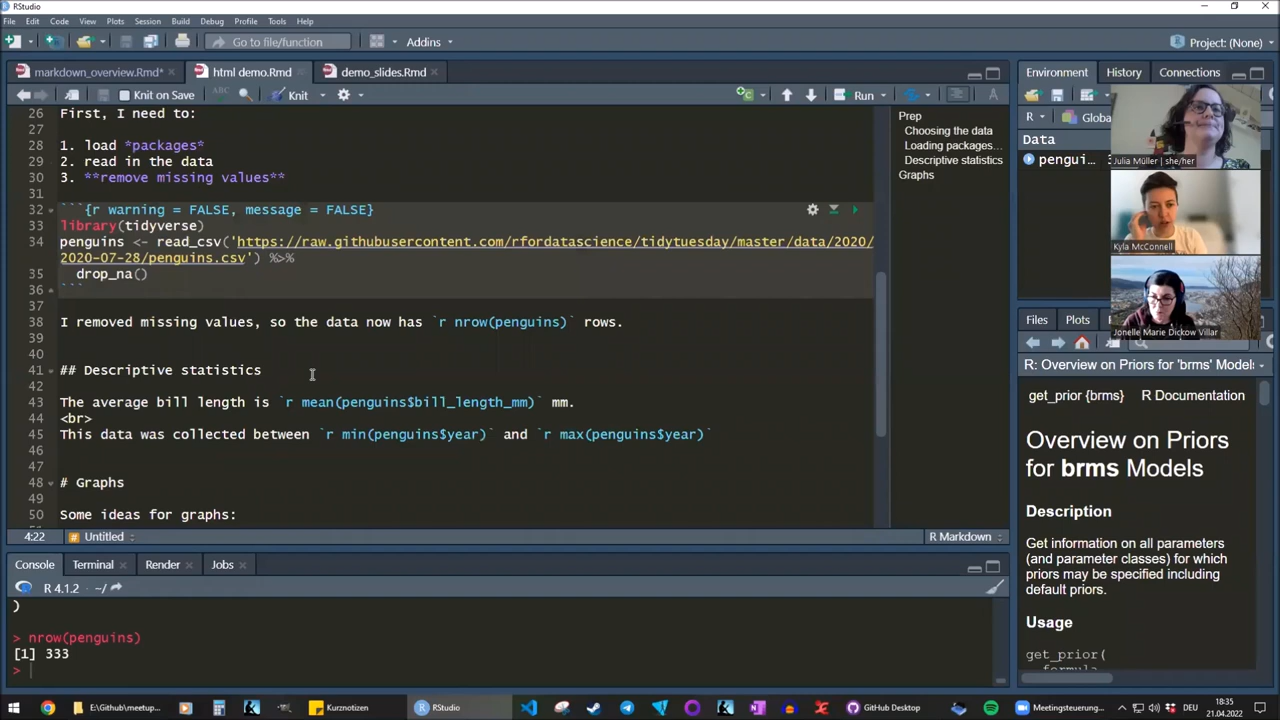 RStudio
File Edit Code View Plots Session Build Debug Profile Tools Help
Go to file/function Addins Project: (None)
markdown_overview.Rmd* html demo.Rmd demo_slides.Rmd
Knit on Save Knit Run
26 First, I need to:
27
28 1. load *packages*
29 2. read in the data
30 3. **remove missing values**
31
32 ```{r warning = FALSE, message = FALSE}
33 library(tidyverse)
34 penguins <- read_csv('https://raw.githubusercontent.com/rfordatascience/tidytuesday/master/data/2020/
2020-07-28/penguins.csv') %>%
35 drop_na()
36 ```
37
38 I removed missing values, so the data now has `r nrow(penguins)` rows.
39
40
41 ## Descriptive statistics
42
43 The average bill length is `r mean(penguins$bill_length_mm)` mm.
44 <br>
45 This data was collected between `r min(penguins$year)` and `r max(penguins$year)`
46
47
48 # Graphs
49
50 Some ideas for graphs:
4:22 # Untitled R Markdown
Prep
Choosing the data
Loading packages...
Descriptive statistics
Graphs
Console Terminal Render Jobs
R 4.1.2 · ~/
)
> nrow(penguins)
[1] 333
>
Environment History Connections
R Globa
Data
pengui...
Julia Müller | she/her
Kyla McConnell
Jonelle Marie Dickow Villar
Files Plots
R: Overview on Priors for 'brms' Models
get_prior {brms} R Documentation
Overview on Priors
for brms Models
Description
Get information on all parameters
(and parameter classes) for which
priors may be specified including
default priors.
Usage
get_prior(
formula
E:\Github\meetup... Kurznotizen RStudio GitHub Desktop Meetingsteuerung... DEU 18:35
21.04.2022